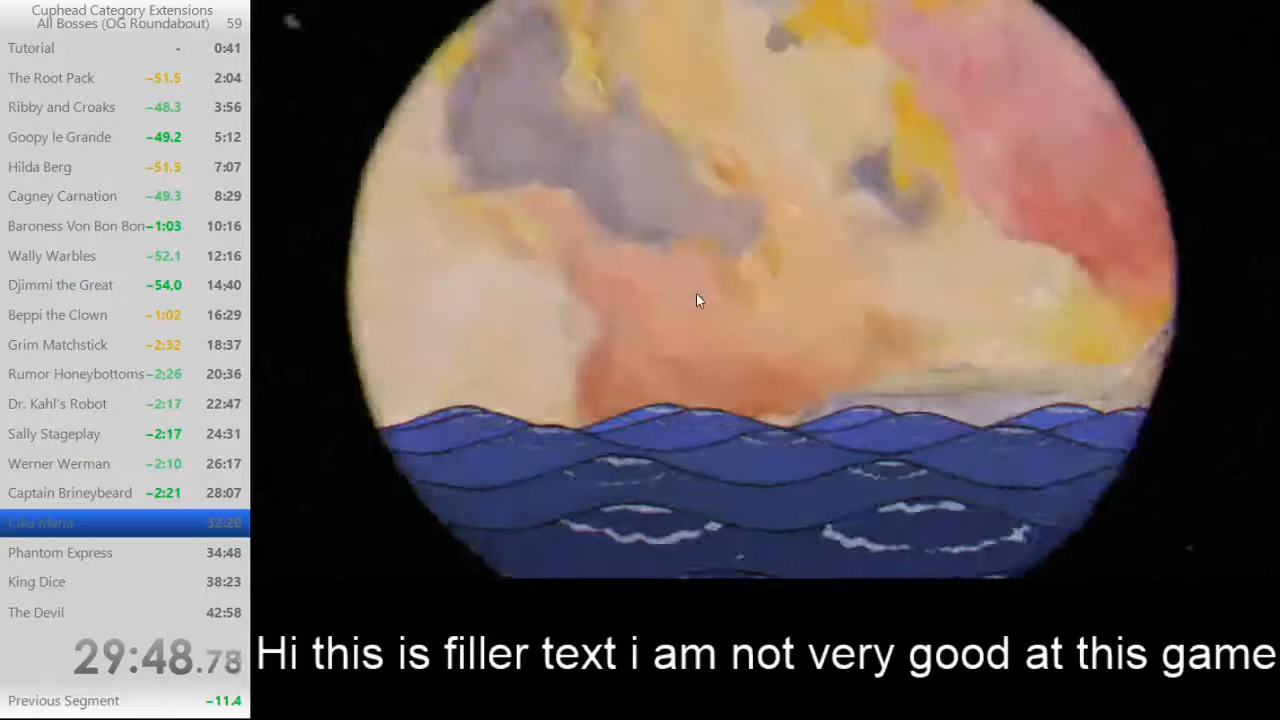 Cuphead Category Extensions
All Bosses (OG Roundabout) 59
Tutorial - 0:41
The Root Pack −51.5 2:04
Ribby and Croaks −48.3 3:56
Goopy le Grande −49.2 5:12
Hilda Berg −51.5 7:07
Cagney Carnation −49.3 8:29
Baroness Von Bon Bon −1:03 10:16
Wally Warbles −52.1 12:16
Djimmi the Great −54.0 14:40
Beppi the Clown −1:02 16:29
Grim Matchstick −2:32 18:37
Rumor Honeybottoms −2:26 20:36
Dr. Kahl's Robot −2:17 22:47
Sally Stageplay −2:17 24:31
Werner Werman −2:10 26:17
Captain Brineybeard −2:21 28:07
Cala Maria 32:20
Phantom Express 34:48
King Dice 38:23
The Devil 42:58
29:48.78
Previous Segment −11.4
Hi this is filler text i am not very good at this game